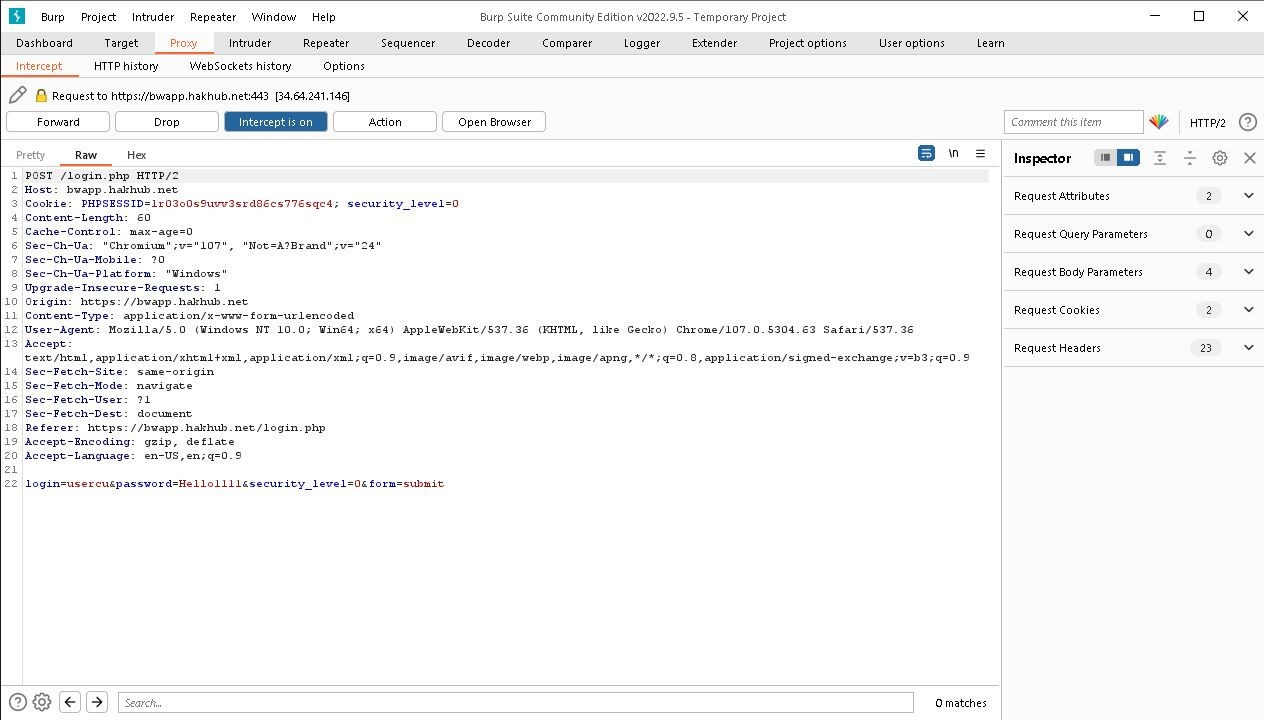 Burp Project Intruder Repeater Window Help Burp Suite Community Edition v2022.9.5 - Temporary Project
Dashboard Target Proxy Intruder Repeater Sequencer Decoder Comparer Logger Extender Project options User options Learn
Intercept HTTP history WebSockets history Options
Request to https://bwapp.hakhub.net:443 [34.64.241.146]
Forward Drop Intercept is on Action Open Browser Comment this item HTTP/2 ?
Pretty Raw Hex \n Inspector
1 POST /login.php HTTP/2
2 Host: bwapp.hakhub.net
3 Cookie: PHPSESSID=1r03o0s9uvv3srd86cs776sqc4; security_level=0
4 Content-Length: 60
5 Cache-Control: max-age=0
6 Sec-Ch-Ua: "Chromium";v="107", "Not=A?Brand";v="24"
7 Sec-Ch-Ua-Mobile: ?0
8 Sec-Ch-Ua-Platform: "Windows"
9 Upgrade-Insecure-Requests: 1
10 Origin: https://bwapp.hakhub.net
11 Content-Type: application/x-www-form-urlencoded
12 User-Agent: Mozilla/5.0 (Windows NT 10.0; Win64; x64) AppleWebKit/537.36 (KHTML, like Gecko) Chrome/107.0.5304.63 Safari/537.36
13 Accept:
text/html,application/xhtml+xml,application/xml;q=0.9,image/avif,image/webp,image/apng,*/*;q=0.8,application/signed-exchange;v=b3;q=0.9
14 Sec-Fetch-Site: same-origin
15 Sec-Fetch-Mode: navigate
16 Sec-Fetch-User: ?1
17 Sec-Fetch-Dest: document
18 Referer: https://bwapp.hakhub.net/login.php
19 Accept-Encoding: gzip, deflate
20 Accept-Language: en-US,en;q=0.9
21
22 login=usercu&password=Hello1111&security_level=0&form=submit
Request Attributes 2
Request Query Parameters 0
Request Body Parameters 4
Request Cookies 2
Request Headers 23
? Search... 0 matches